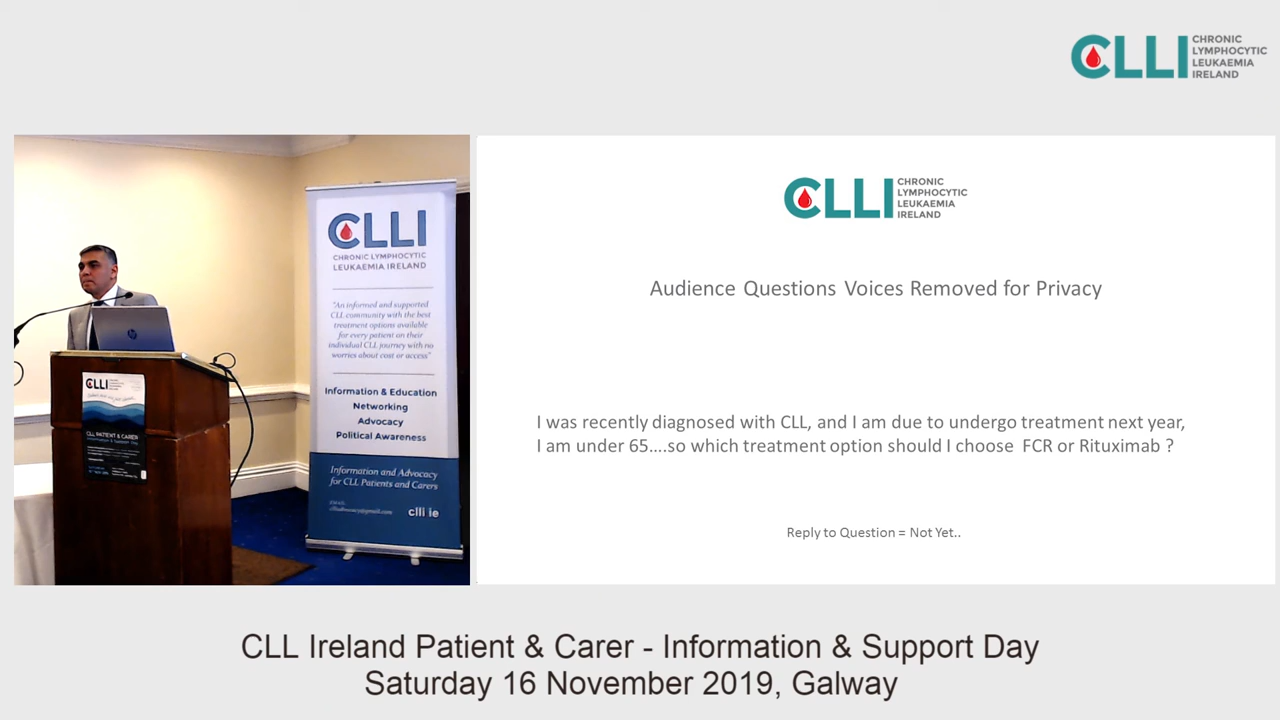 CLLI CHRONIC
LYMPHOCYTIC
LEUKAEMIA
IRELAND
CLLI CHRONIC
LYMPHOCYTIC
LEUKAEMIA
IRELAND
Audience Questions Voices Removed for Privacy
I was recently diagnosed with CLL, and I am due to undergo treatment next year,
I am under 65....so which treatment option should I choose FCR or Rituximab ?
Reply to Question = Not Yet..
CLLI
CHRONIC LYMPHOCYTIC
LEUKAEMIA IRELAND
"An informed and supported
CLL community with the best
treatment options available
for every patient on their
individual CLL journey with no
worries about cost or access"
Information & Education
Networking
Advocacy
Political Awareness
Information and Advocacy
for CLL Patients and Carers
clli.ie
hp
CLLI
CLL PATIENT & CARER
CLL Ireland Patient & Carer - Information & Support Day
Saturday 16 November 2019, Galway